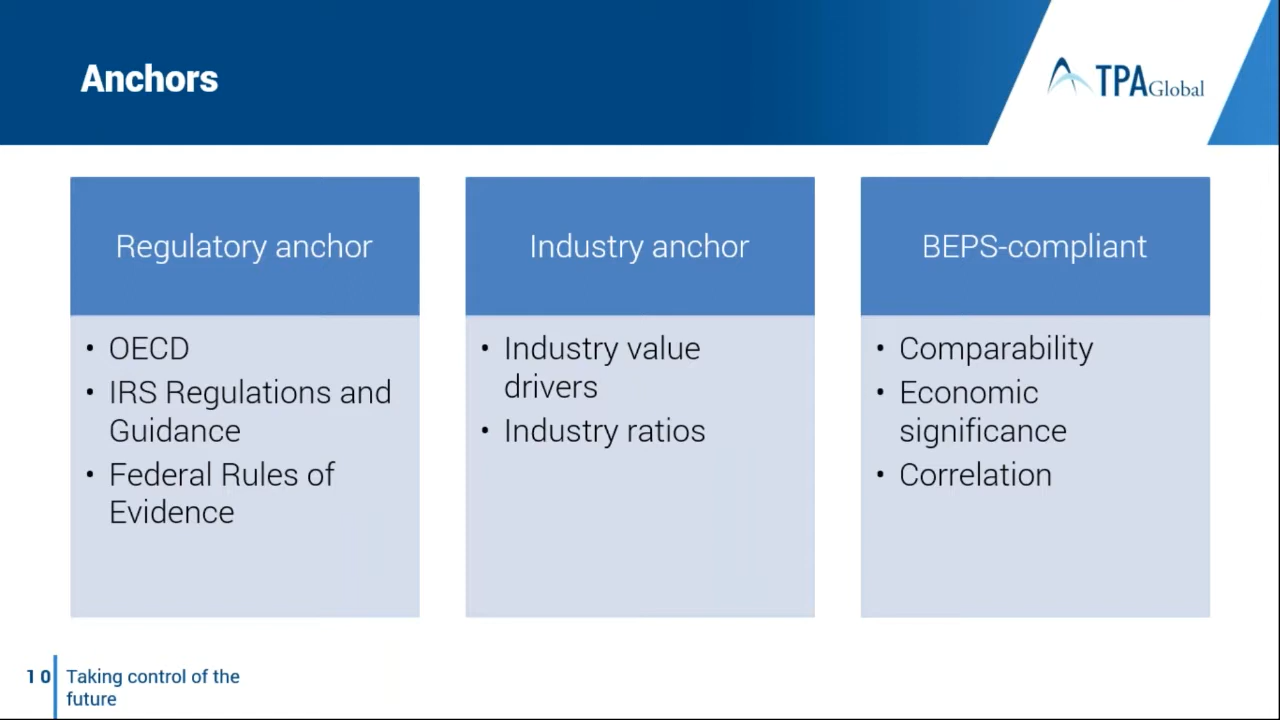 Anchors
TPA Global
Regulatory anchor
• OECD
• IRS Regulations and
Guidance
• Federal Rules of
Evidence
Industry anchor
• Industry value
drivers
• Industry ratios
BEPS-compliant
• Comparability
• Economic
significance
• Correlation
10
Taking control of the
future